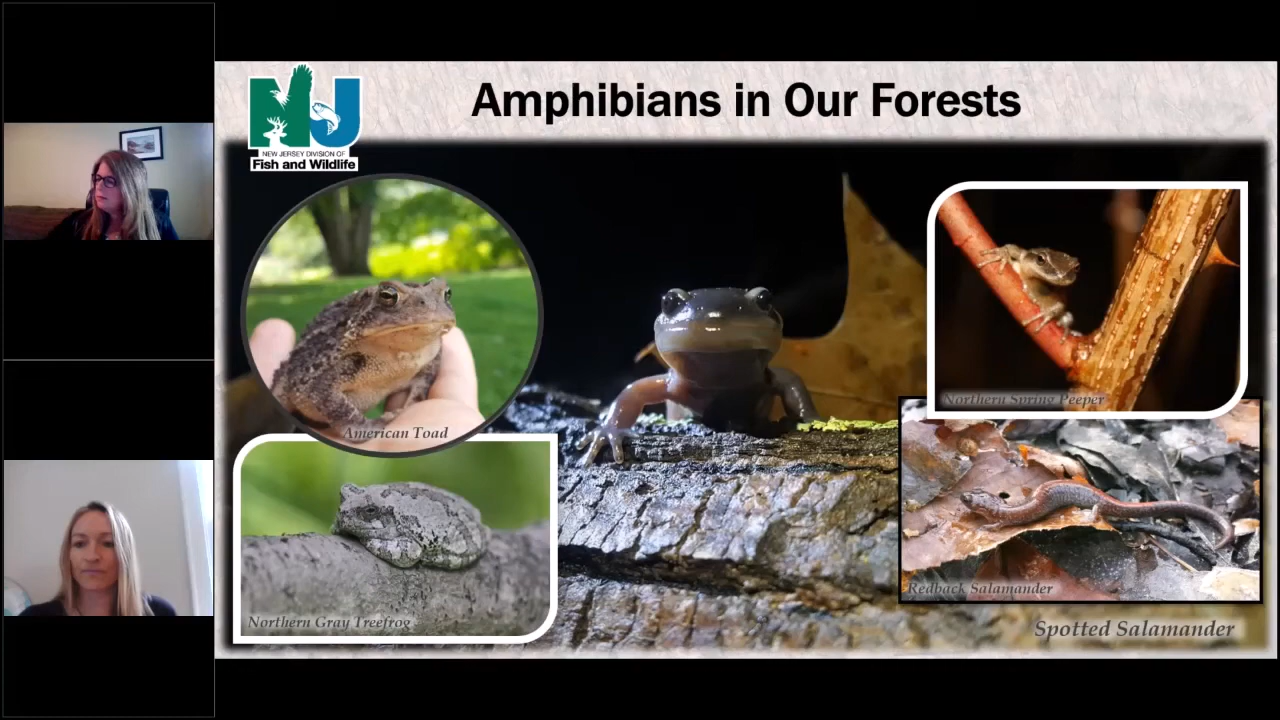 Amphibians in Our Forests
NJ
NEW JERSEY DIVISION OF
Fish and Wildlife
American Toad
Northern Spring Peeper
Northern Gray Treefrog
Redback Salamander
Spotted Salamander